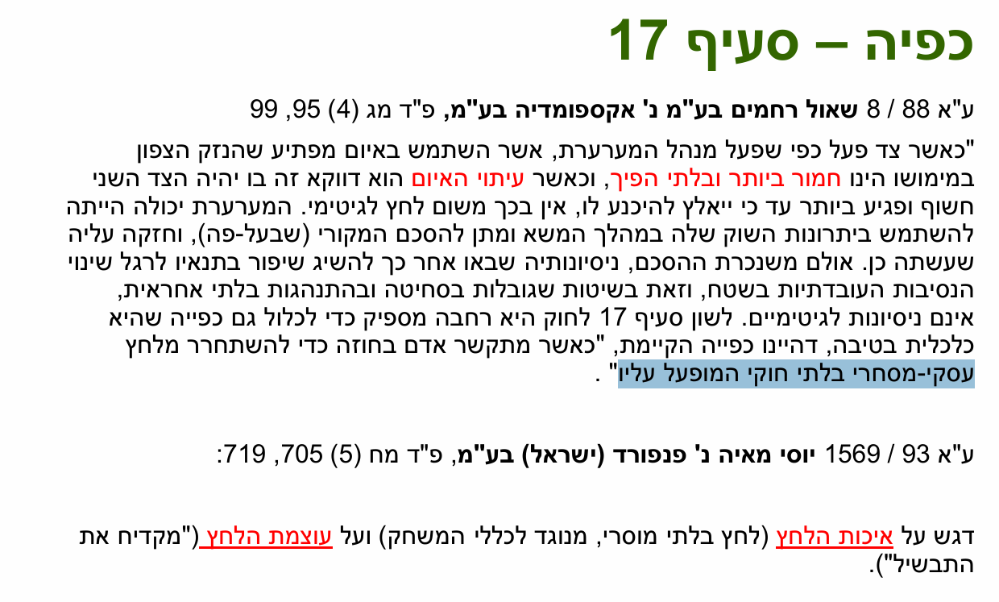 כפיה – סעיף 17
ע"א 88 / 8 שאול רחמים בע"מ נ' אקספומדיה בע"מ, פ"ד מג (4) 95, 99
"כאשר צד פעל כפי שפעל מנהל המערערת, אשר השתמש באיום מפתיע שהנזק הצפון
במימושו הינו חמור ביותר ובלתי הפיך, וכאשר עיתוי האיום הוא דווקא זה בו יהיה הצד השני
חשוף ופגיע ביותר עד כי ייאלץ להיכנע לו, אין בכך משום לחץ לגיטימי. המערערת יכולה הייתה
להשתמש ביתרונות השוק שלה במהלך המשא ומתן להסכם המקורי (שבעל-פה), וחזקה עליה
שעשתה כן. אולם משנכרת ההסכם, ניסיונותיה שבאו אחר כך להשיג שיפור בתנאיו לרגל שינוי
הנסיבות העובדתיות בשטח, וזאת בשיטות שגובלות בסחיטה ובהתנהגות בלתי אחראית,
אינם ניסיונות לגיטימיים. לשון סעיף 17 לחוק היא רחבה מספיק כדי לכלול גם כפייה שהיא
כלכלית בטיבה, דהיינו כפייה הקיימת, "כאשר מתקשר אדם בחוזה כדי להשתחרר מלחץ
עסקי-מסחרי בלתי חוקי המופעל עליו" .
ע"א 93 / 1569 יוסי מאיה נ' פנפורד (ישראל) בע"מ, פ"ד מח (5) 705, 719:
דגש על איכות הלחץ (לחץ בלתי מוסרי, מנוגד לכללי המשחק) ועל עוצמת הלחץ ("מקדיח את
התבשיל").